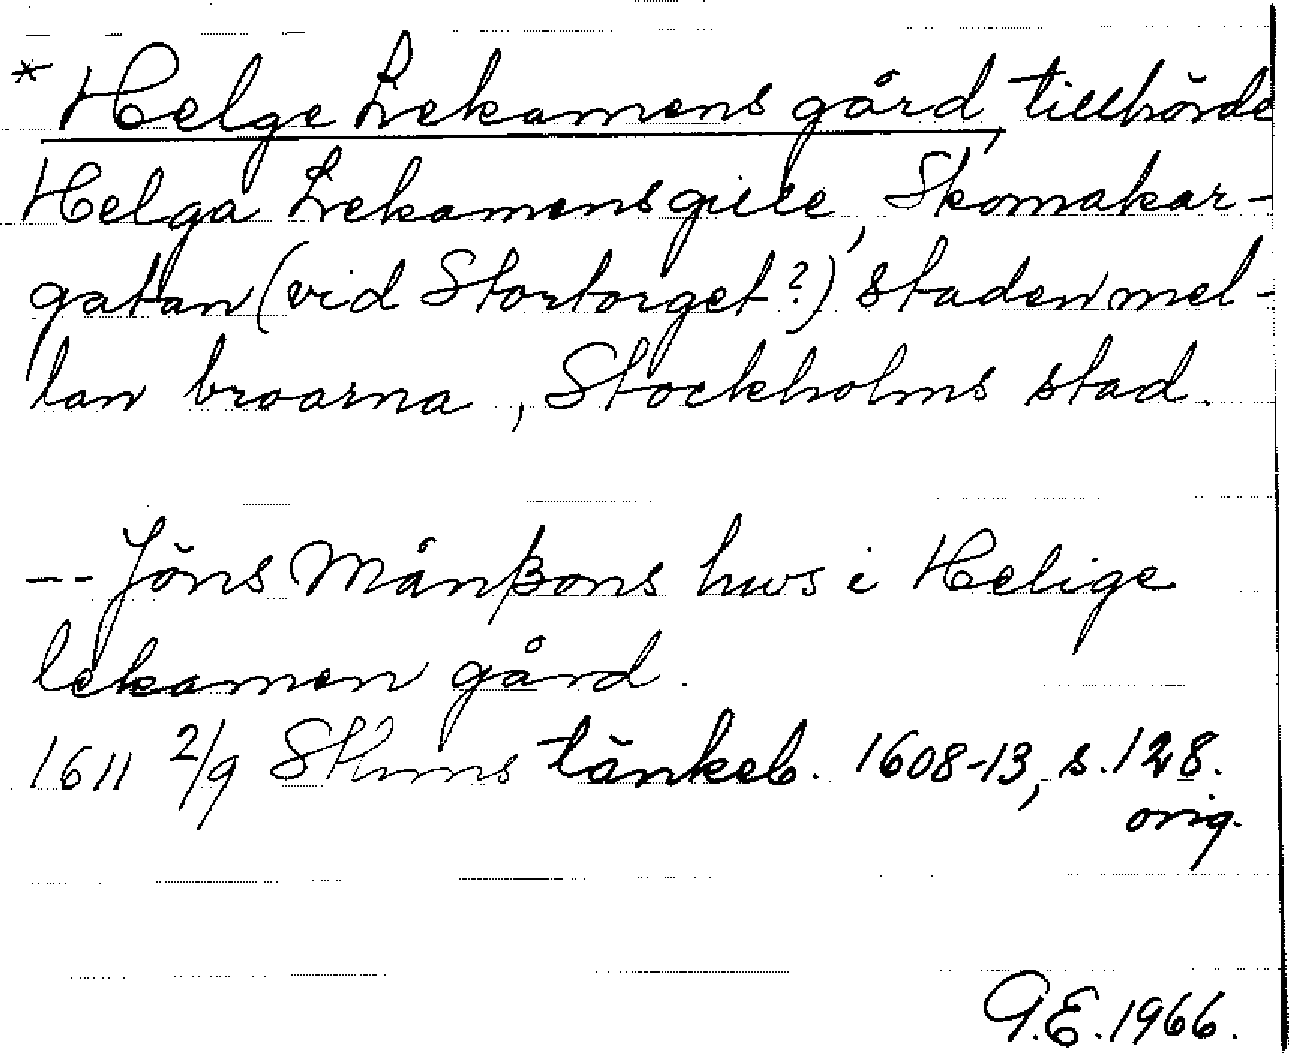 * Helge Lekamens gård, tillhörde
Helga Lekamensgille, Skomakar-
gatan (vid Stortorget?) Staden mel-
lan broarna, Stockholms stad.
-- Jöns Månßons hws i Helige
lekamen gård.
1611 2/9 Sthms tänkeb. 1608-13, s. 128.
orig.
G.E. 1966.